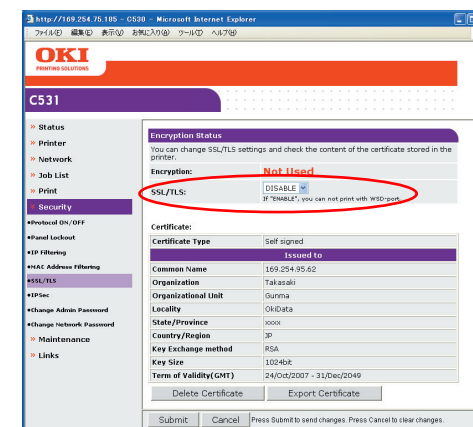 http://169.254.75.185 - C530 - Microsoft Internet Explorer
ファイル(F) 編集(E) 表示(V) お気に入り(A) ツール(T) ヘルプ(H)
OKI
PRINTING SOLUTIONS
C531
» Status
» Printer
» Network
» Job List
» Print
» Security
•Protocol ON/OFF
•Panel Lockout
•IP Filtering
•MAC Address Filtering
•SSL/TLS
•IPSec
•Change Admin Password
•Change Network Password
» Maintenance
» Links
Encryption Status
You can change SSL/TLS settings and check the content of the certificate stored in the
printer.
Encryption: Not Used
SSL/TLS: DISABLE
If "ENABLE", you can not print with WSD-port.
Certificate:
Certificate Type Self signed
Issued to
Common Name 169.254.95.62
Organization Takasaki
Organizational Unit Gunma
Locality OkiData
State/Province xxxx
Country/Region JP
Key Exchange method RSA
Key Size 1024bit
Term of Validity(GMT) 24/Oct/2007 - 31/Dec/2049
Delete Certificate Export Certificate
Submit Cancel Press Submit to send changes. Press Cancel to clear changes.